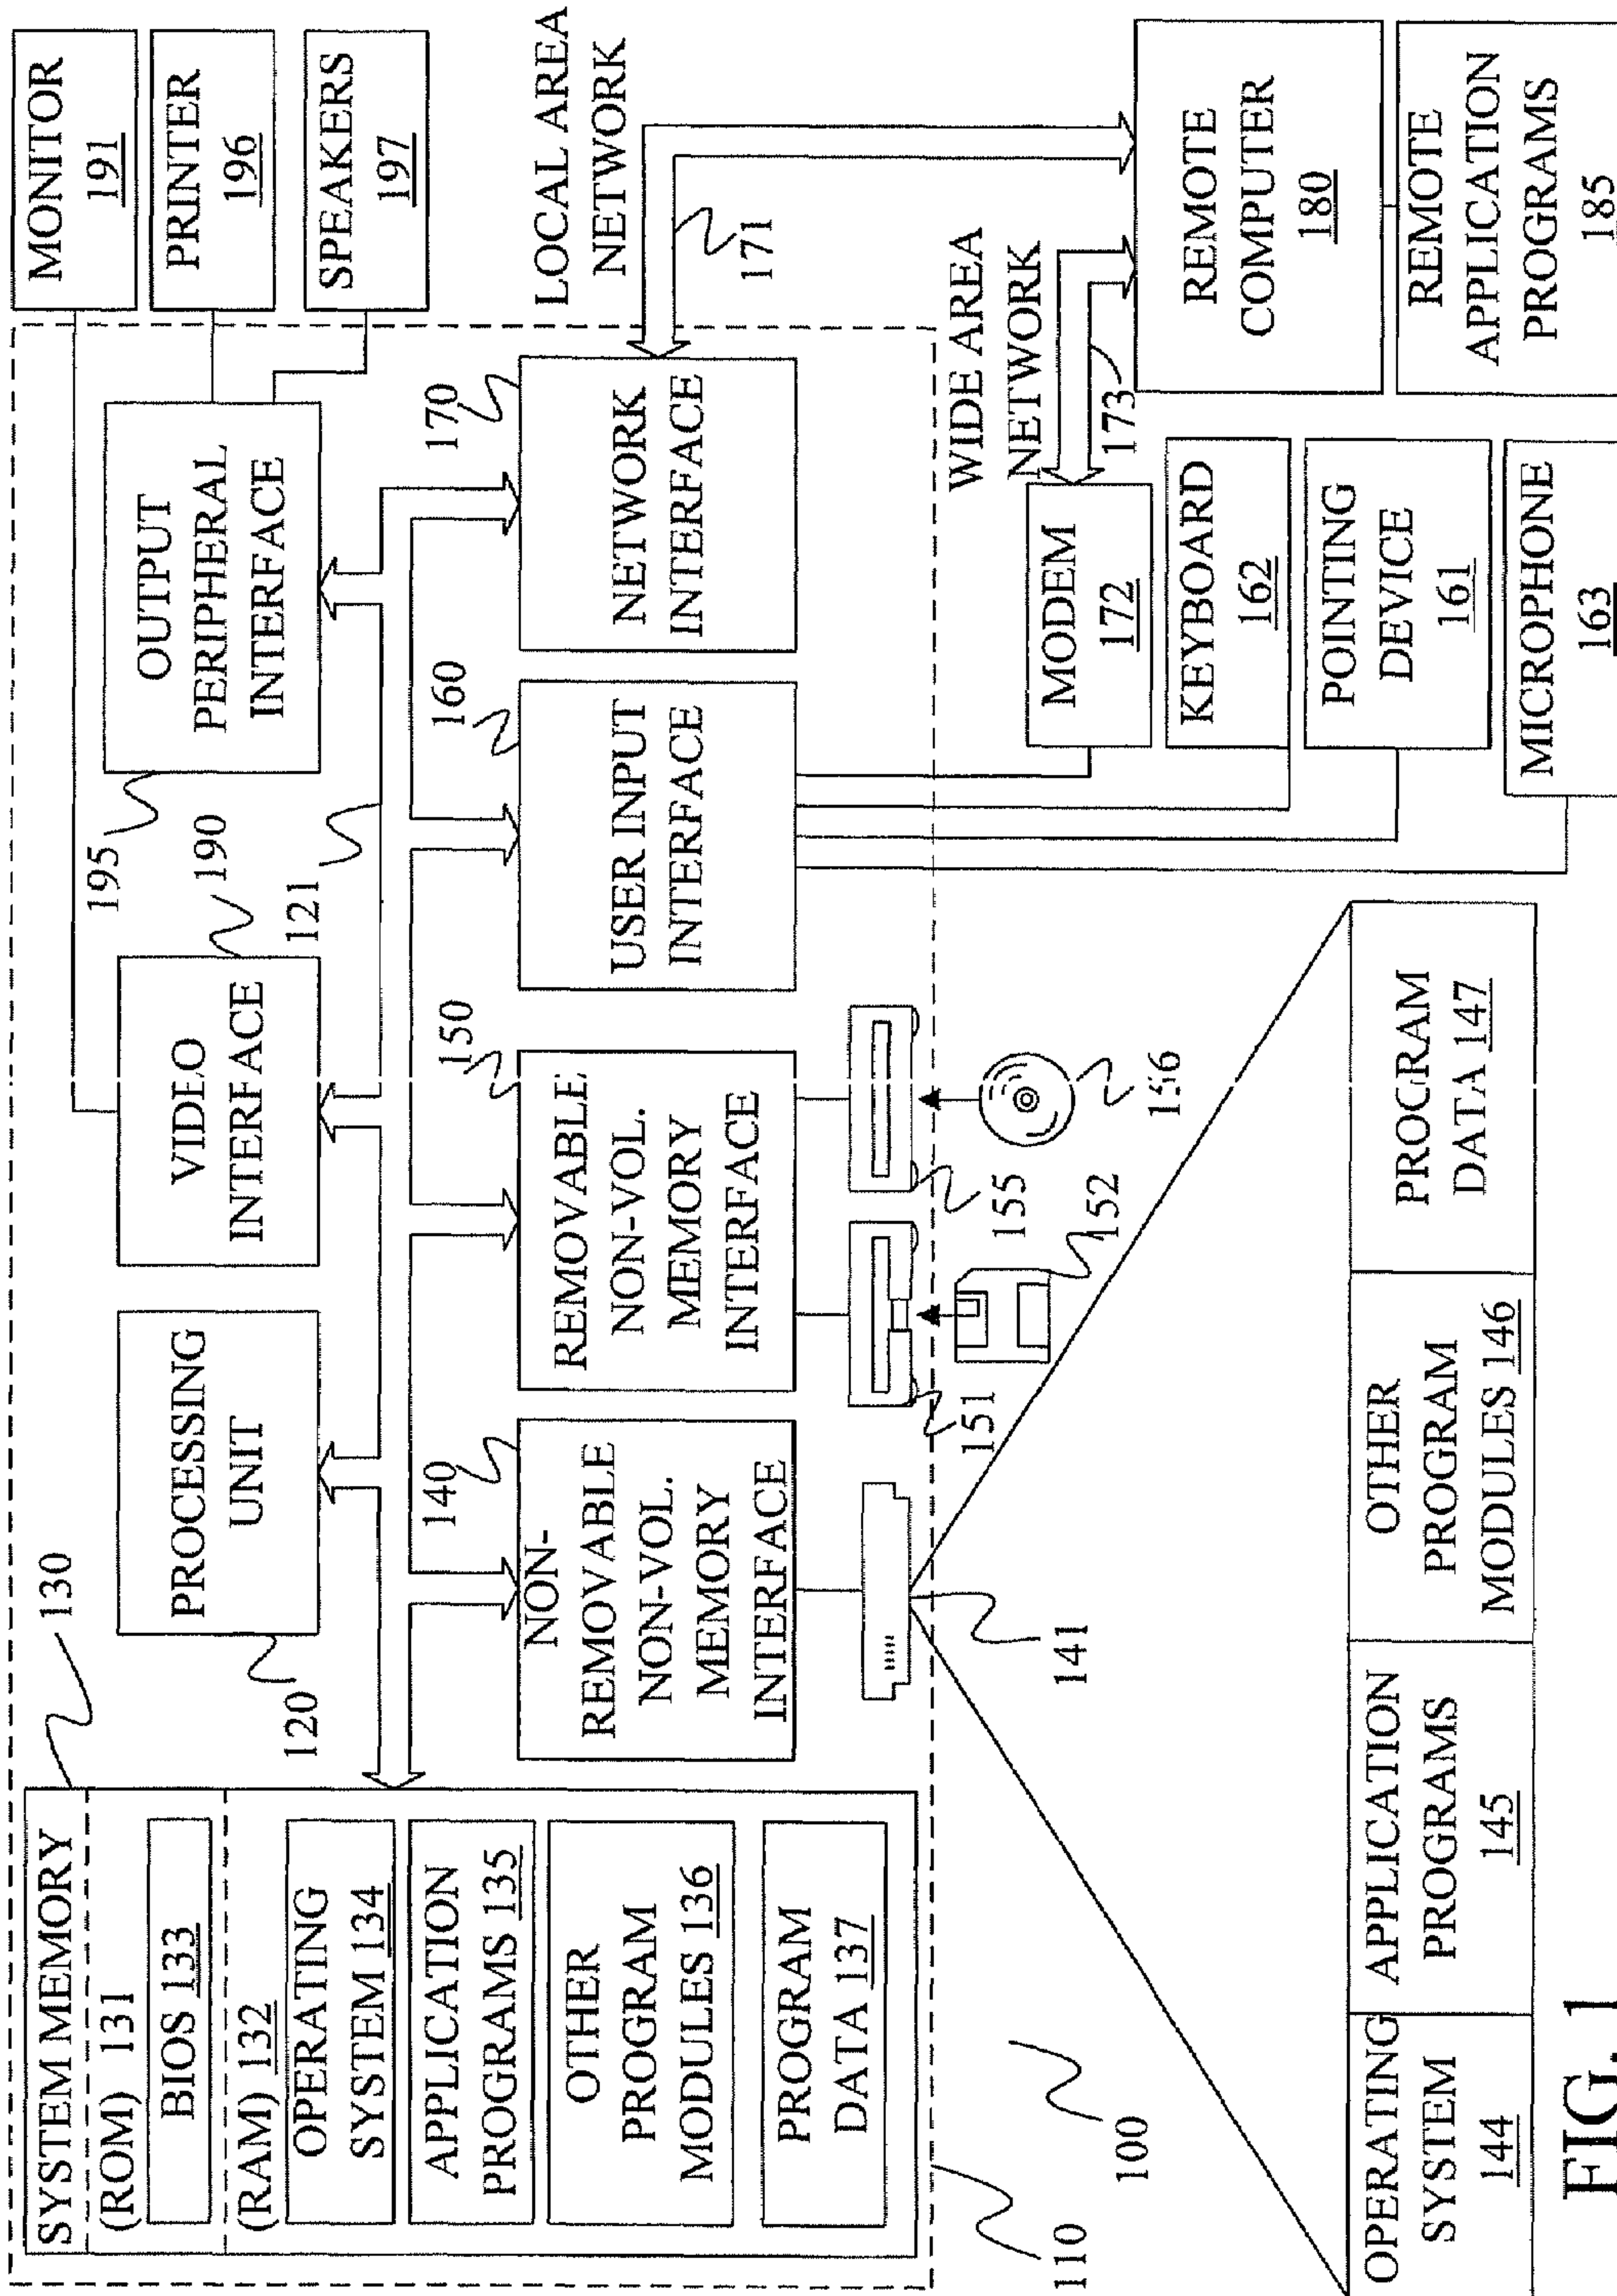 SYSTEM MEMORY
(ROM) 131
BIOS 133
(RAM) 132
OPERATING
SYSTEM 134
APPLICATION
PROGRAMS 135
OTHER
PROGRAM
MODULES 136
PROGRAM
DATA 137
130
120
PROCESSING
UNIT
VIDEO
INTERFACE
190
195
121
OUTPUT
PERIPHERAL
INTERFACE
MONITOR
191
PRINTER
196
SPEAKERS
197
140
NON-
REMOVABLE
NON-VOL.
MEMORY
INTERFACE
150
REMOVABLE
NON-VOL.
MEMORY
INTERFACE
160
USER INPUT
INTERFACE
170
NETWORK
INTERFACE
LOCAL AREA
NETWORK
171
WIDE AREA
NETWORK
173
110
100
141
151
152
155
156
MODEM
172
KEYBOARD
162
POINTING
DEVICE
161
MICROPHONE
163
REMOTE
COMPUTER
180
REMOTE
APPLICATION
PROGRAMS
185
OPERATING
SYSTEM
144
APPLICATION
PROGRAMS
145
OTHER
PROGRAM
MODULES 146
PROGRAM
DATA 147
FIG. 1